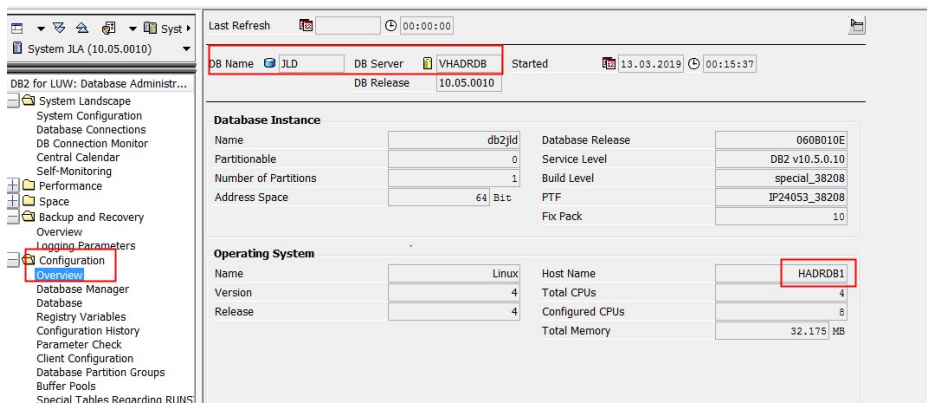 Syst
System JLA (10.05.0010)
DB2 for LUW: Database Administr...
System Landscape
System Configuration
Database Connections
DB Connection Monitor
Central Calendar
Self-Monitoring
Performance
Space
Backup and Recovery
Overview
Logging Parameters
Configuration
Overview
Database Manager
Database
Registry Variables
Configuration History
Parameter Check
Client Configuration
Database Partition Groups
Buffer Pools
Special Tables Regarding RUNS
Last Refresh 00:00:00
DB Name JLD DB Server VHADRDB Started 13.03.2019 00:15:37
DB Release 10.05.0010
Database Instance
Name db2jld Database Release 060B010E
Partitionable 0 Service Level DB2 v10.5.0.10
Number of Partitions 1 Build Level special_38208
Address Space 64 Bit PTF IP24053_38208
Fix Pack 10
Operating System
Name Linux Host Name HADRDB1
Version 4 Total CPUs 4
Release 4 Configured CPUs 8
Total Memory 32.175 MB